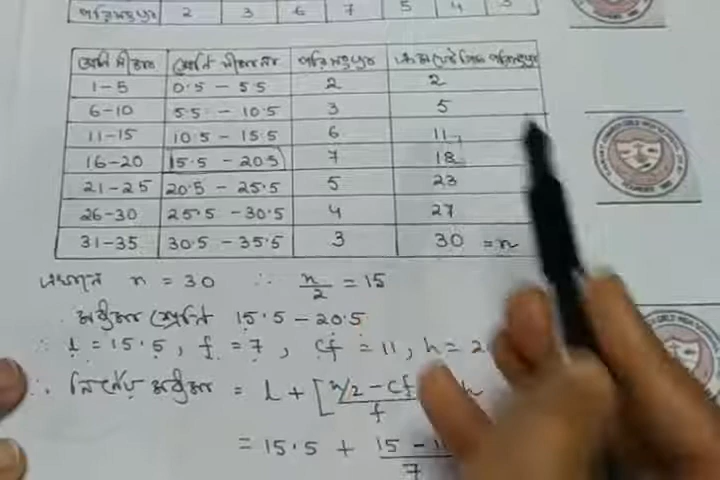 পরিসংখ্যা 2 3 6 7 5 4 3
শ্রেণি সীমা শ্রেণি সীমানা পরিসংখ্যা পরিসংখ্যা
1-5 0.5 - 5.5 2 2
6-10 5.5 - 10.5 3 5
11-15 10.5 - 15.5 6 11
16-20 15.5 - 20.5 7 18
21-25 20.5 - 25.5 5 23
26-30 25.5 - 30.5 4 27
31-35 30.5 - 35.5 3 30 = n
এখানে n = 30 ∴ n/2 = 15
মধ্যমা শ্রেণি 15.5 - 20.5
∴ l = 15.5, f = 7, cf = 11, h = 2
∴ নির্ণেয় মধ্যমা = l + [n/2 - cf / f h
= 15.5 + 15 - 1 / 7